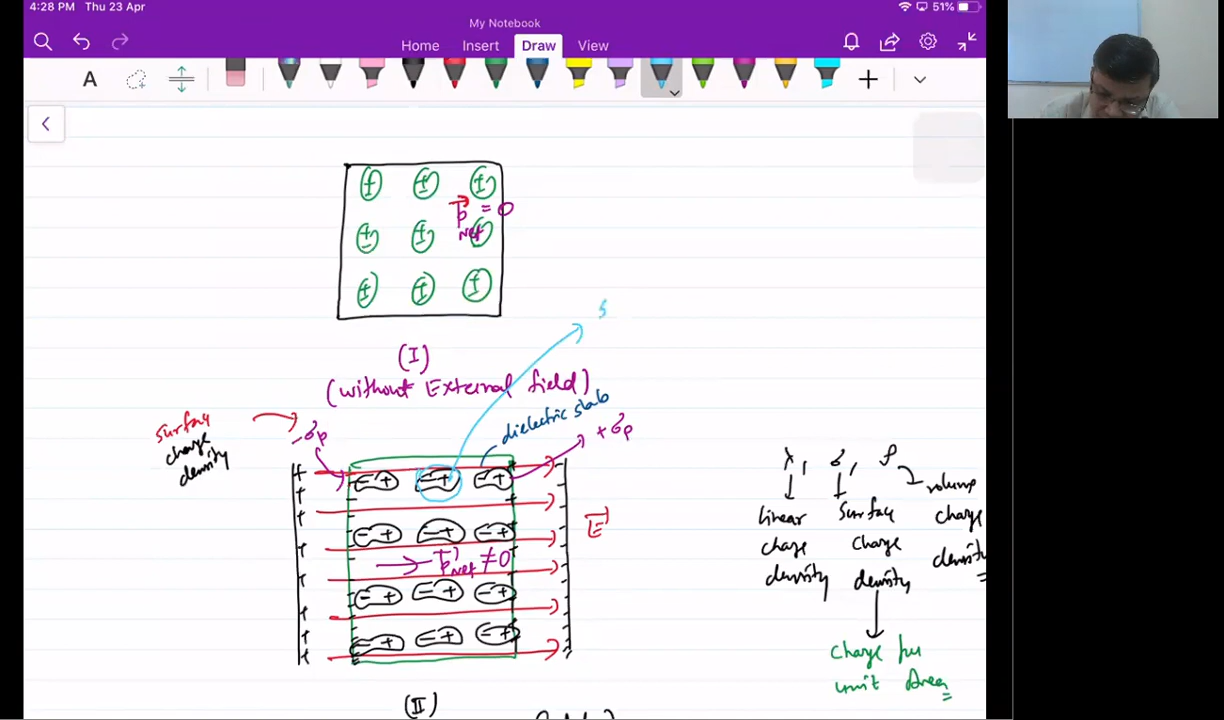 4:28 PM Thu 23 Apr
51%
My Notebook
Home Insert Draw View
A
P Net = 0
(I)
(without External field)
surface
charge
density
-σp
dielectric slab
+σp
E
P Net ≠ 0
(II)
λ, σ, ρ
linear
charge
density
Surface
charge
density
volume
charge
density
charge per
unit Area